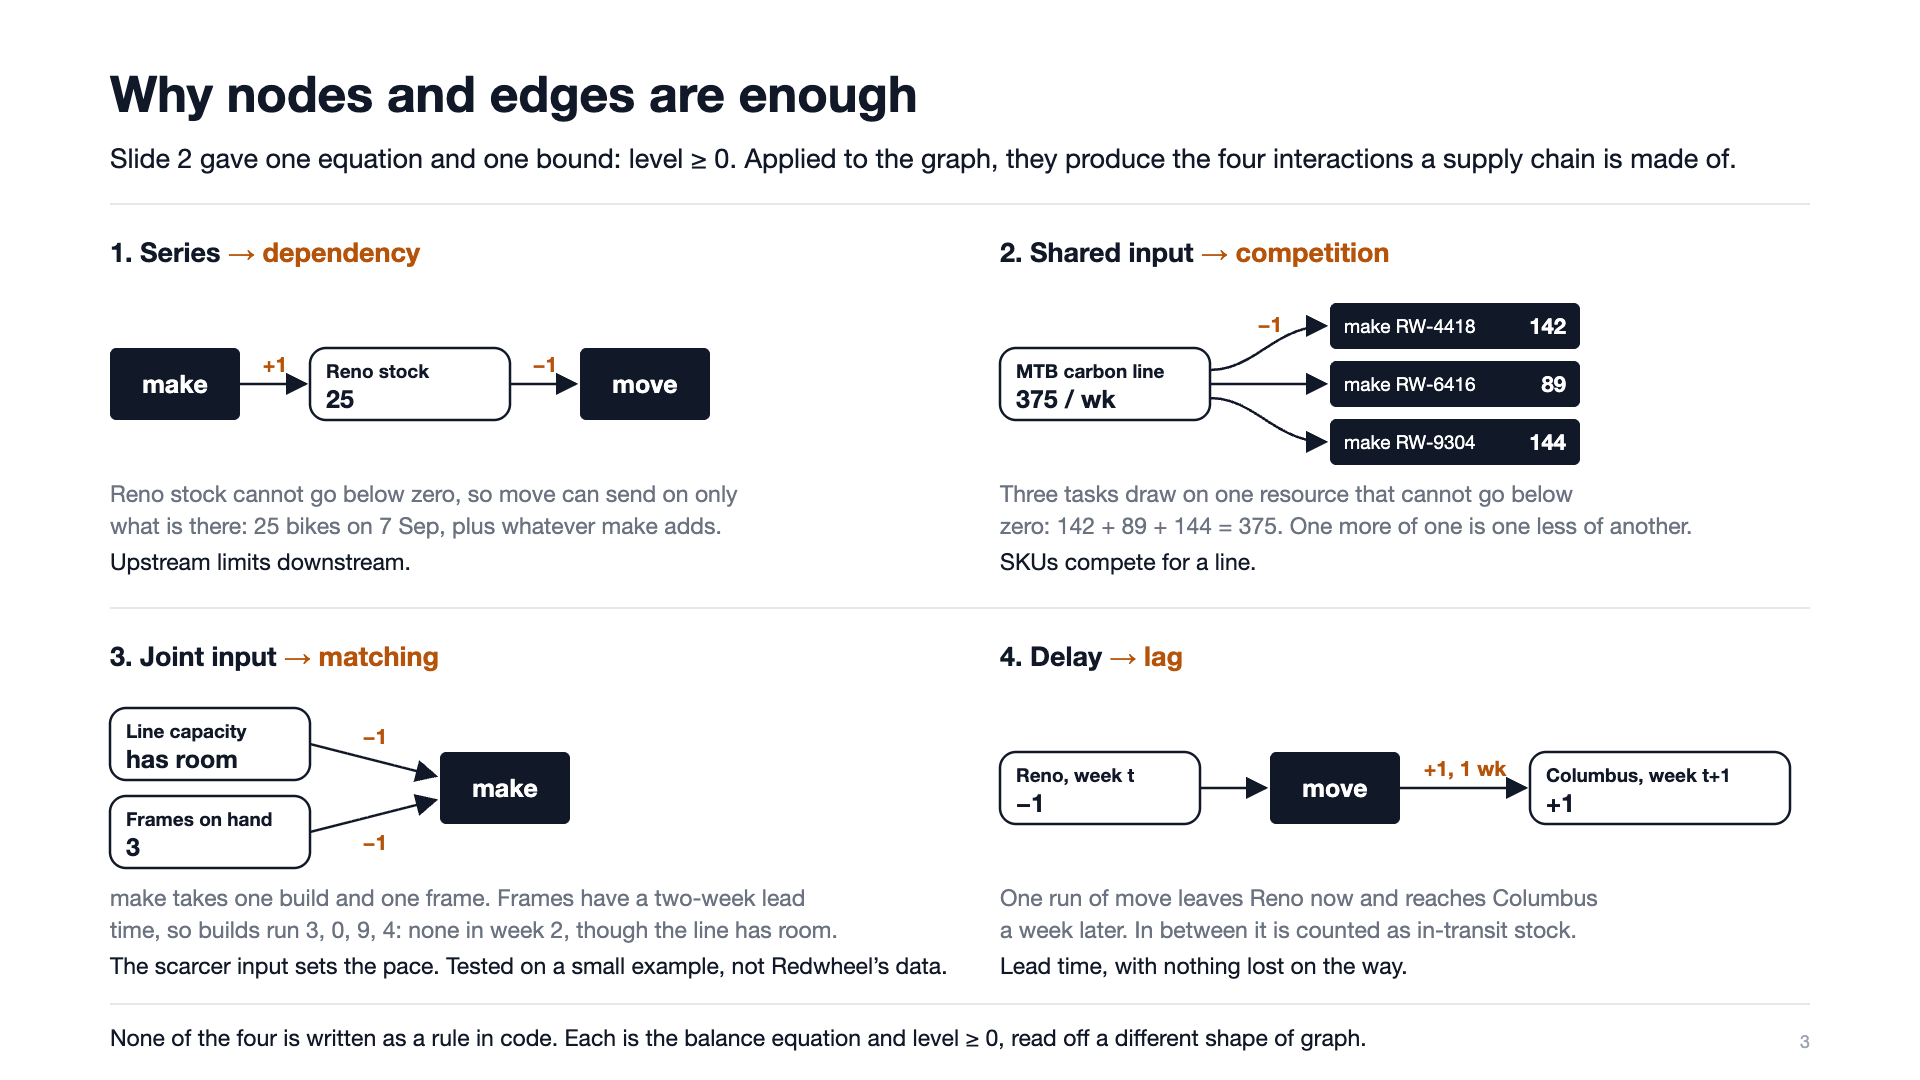 Why nodes and edges are enough
Slide 2 gave one equation and one bound: level ≥ 0. Applied to the graph, they produce the four interactions a supply chain is made of.
1. Series → dependency
make
+1
Reno stock
25
−1
move
Reno stock cannot go below zero, so move can send on only
what is there: 25 bikes on 7 Sep, plus whatever make adds.
Upstream limits downstream.
2. Shared input → competition
MTB carbon line
375 / wk
−1
make RW-4418 142
make RW-6416 89
make RW-9304 144
Three tasks draw on one resource that cannot go below
zero: 142 + 89 + 144 = 375. One more of one is one less of another.
SKUs compete for a line.
3. Joint input → matching
Line capacity
has room
−1
Frames on hand
3
−1
make
make takes one build and one frame. Frames have a two-week lead
time, so builds run 3, 0, 9, 4: none in week 2, though the line has room.
The scarcer input sets the pace. Tested on a small example, not Redwheel’s data.
4. Delay → lag
Reno, week t
−1
move
+1, 1 wk
Columbus, week t+1
+1
One run of move leaves Reno now and reaches Columbus
a week later. In between it is counted as in-transit stock.
Lead time, with nothing lost on the way.
None of the four is written as a rule in code. Each is the balance equation and level ≥ 0, read off a different shape of graph.
3